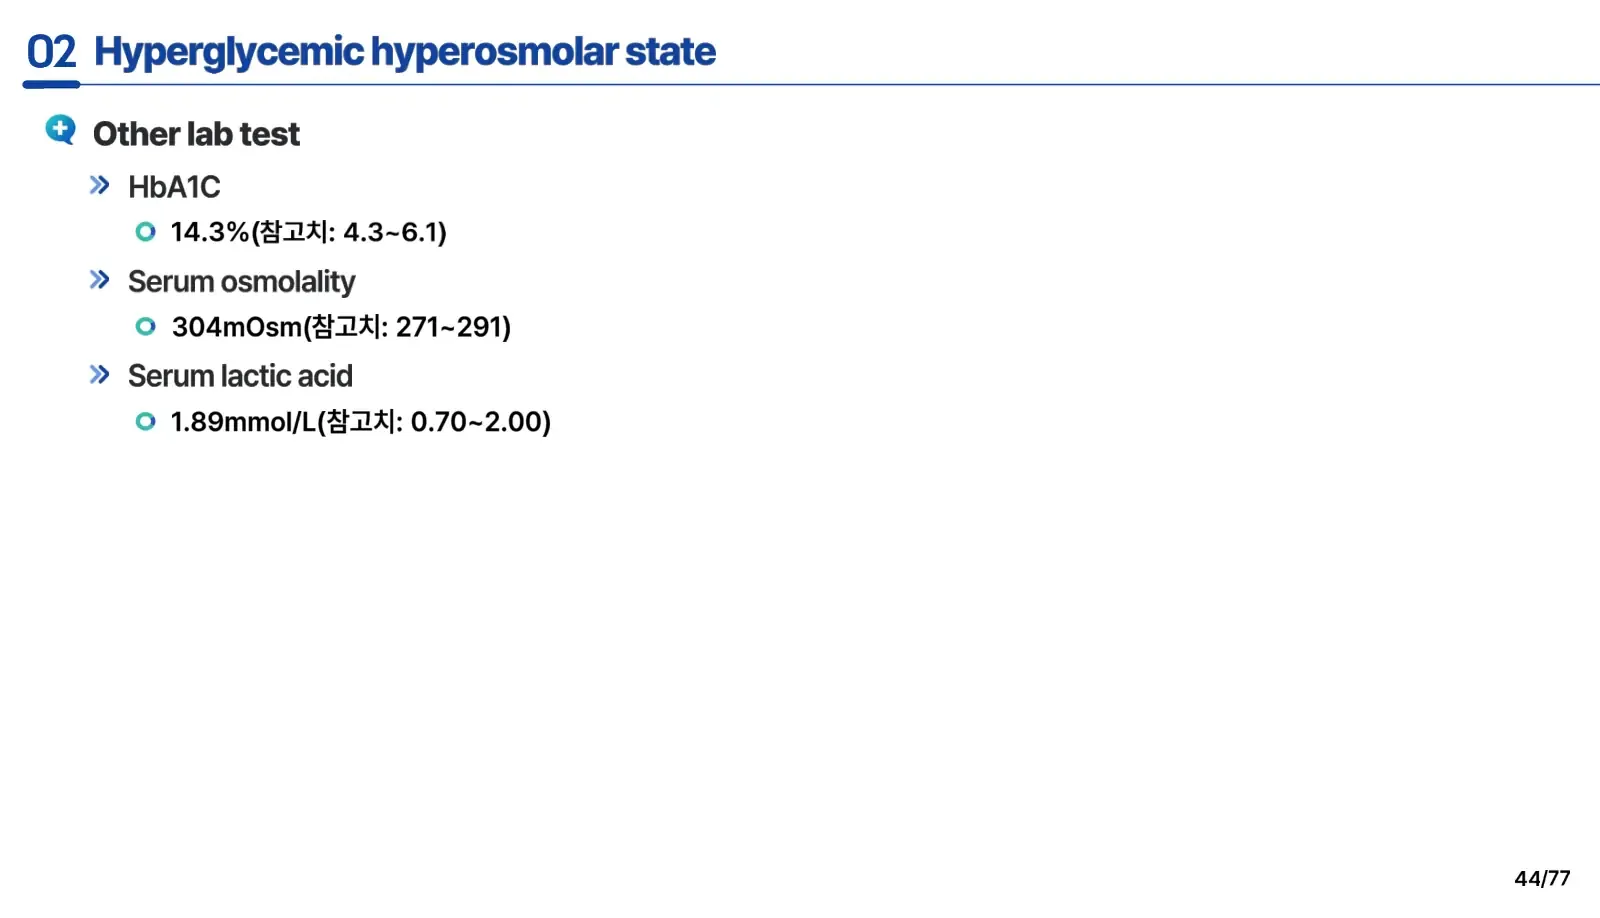 02 Hyperglycemic hyperosmolar state
Other lab test
HbA1C
14.3%(참고치: 4.3~6.1)
Serum osmolality
304mOsm(참고치: 271~291)
Serum lactic acid
1.89mmol/L(참고치: 0.70~2.00)
44/77